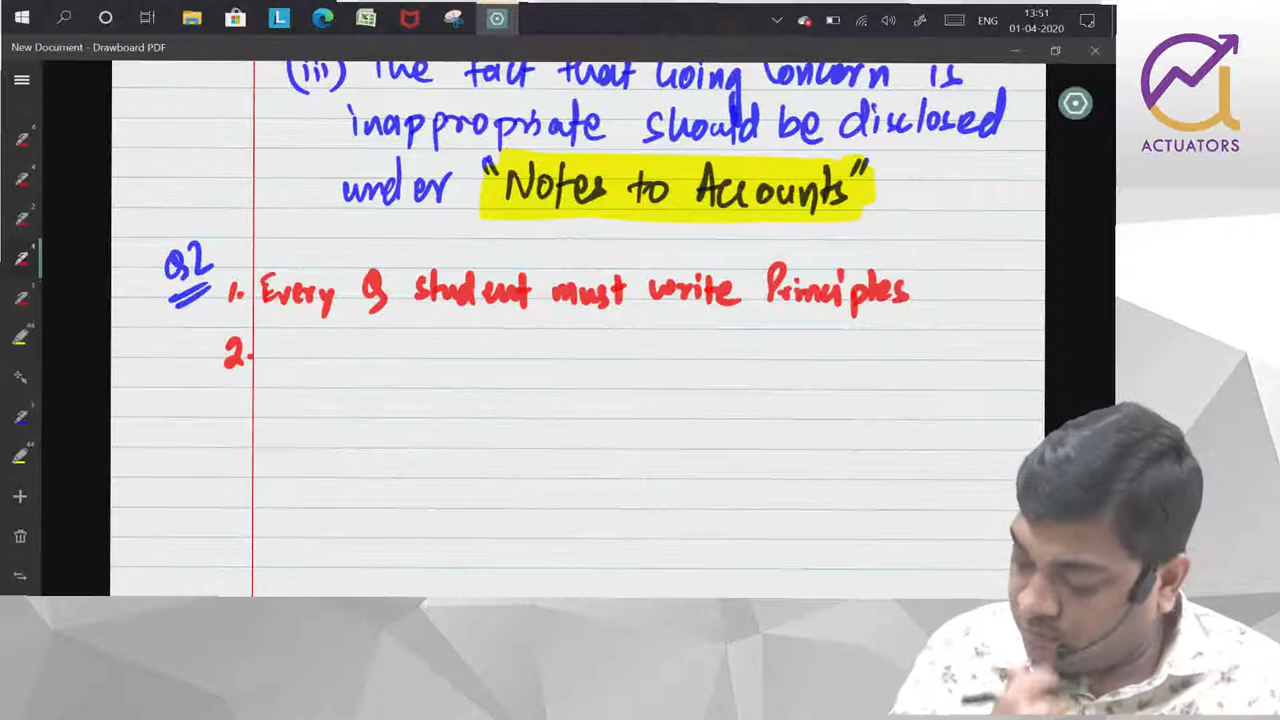 13:51
ENG
01-04-2020
New Document - Drawboard PDF
(iii) The fact that Going Concern is
inappropriate should be disclosed
under "Notes to Accounts"
Q2
1. Every Q student must write Principles
2.
ACTUATORS